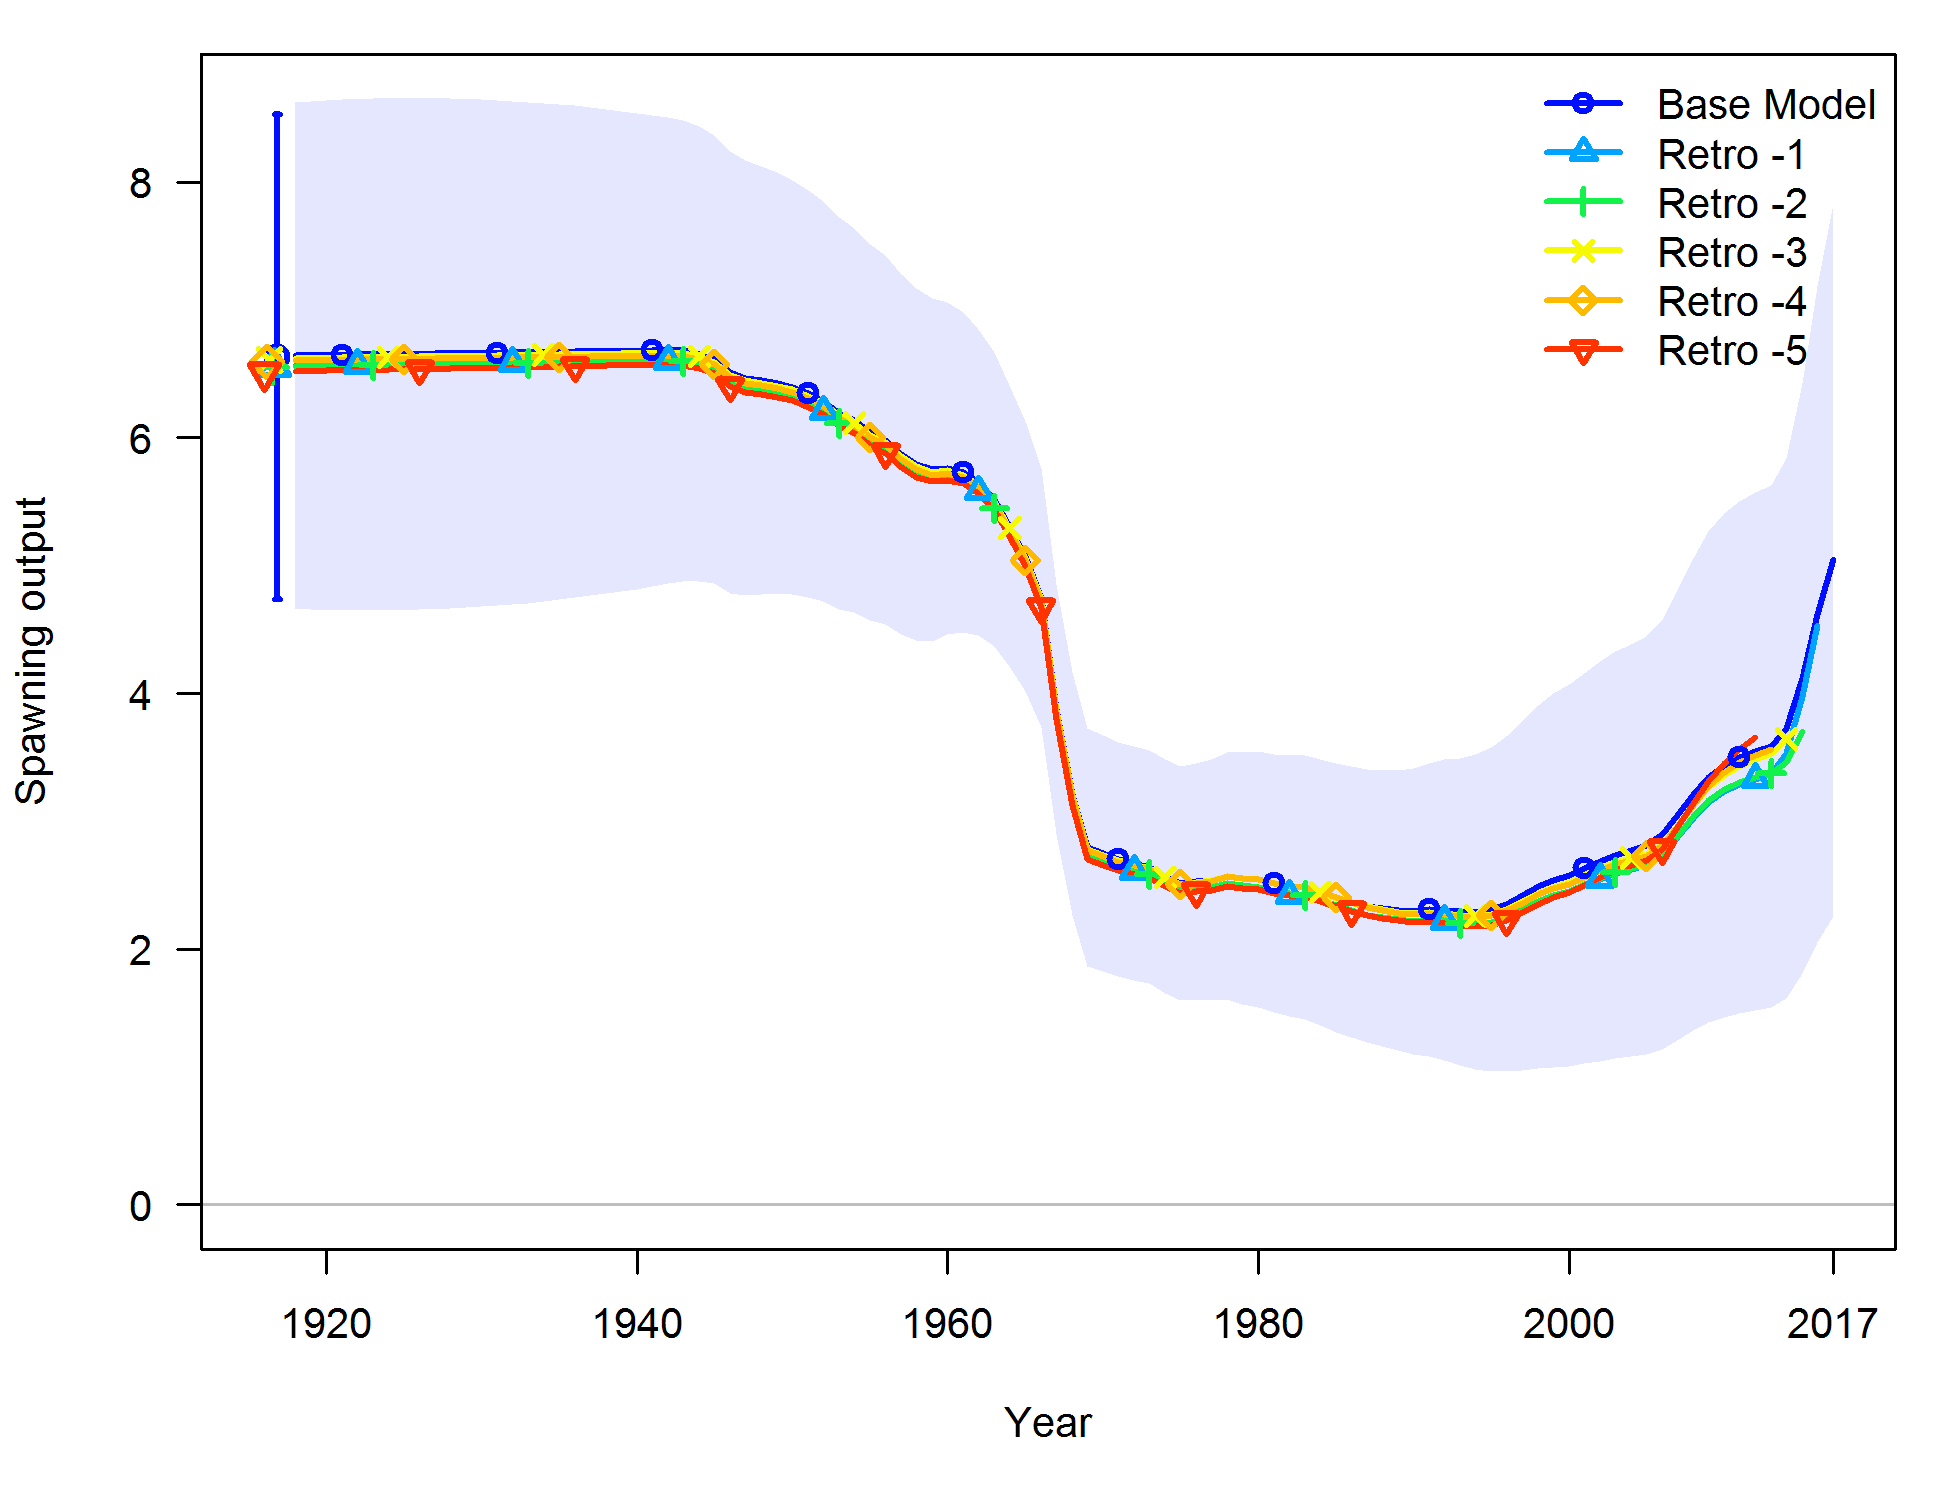 Base Model
Retro -1
Retro -2
Retro -3
Retro -4
Retro -5
Spawning output
8
6
4
2
0
1920 1940 1960 1980 2000 2017
Year